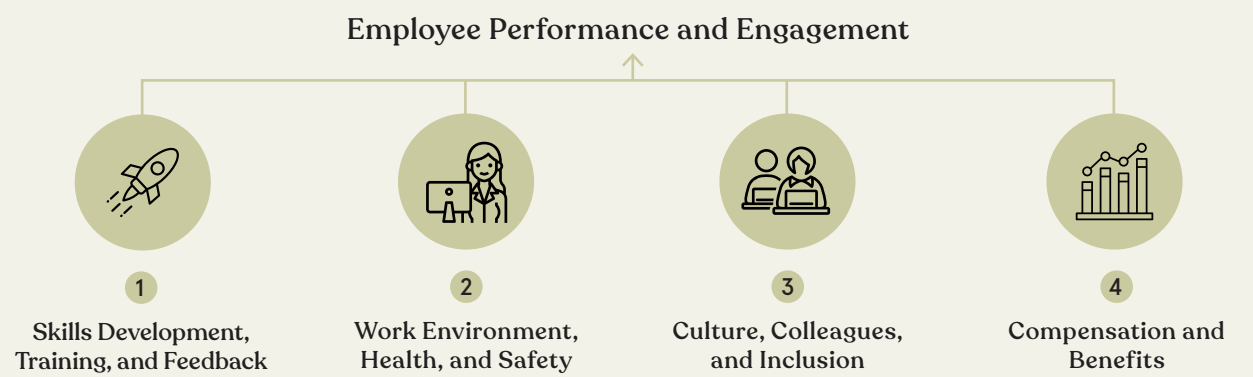 Employee Performance and Engagement
1
Skills Development,
Training, and Feedback
2
Work Environment,
Health, and Safety
3
Culture, Colleagues,
and Inclusion
4
Compensation and
Benefits